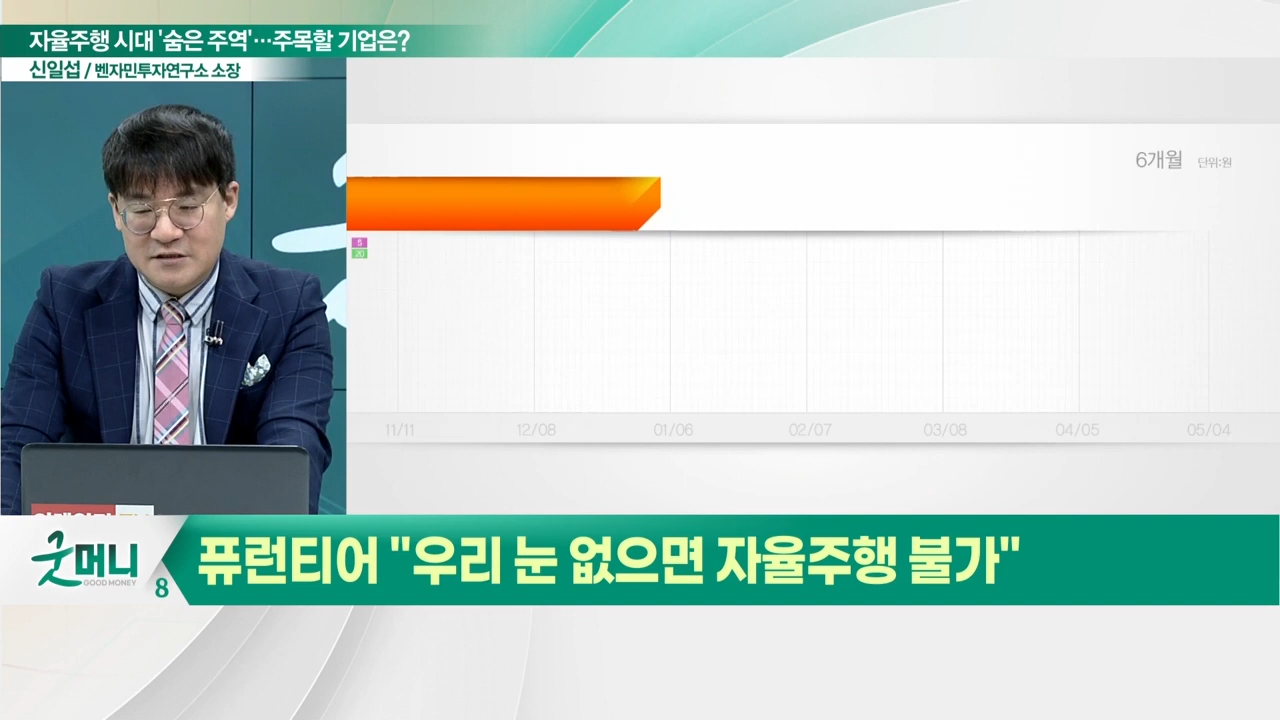 자율주행 시대 '숨은 주역'…주목할 기업은?
신일섭 / 벤자민투자연구소 소장
6개월 단위:원
5
20
11/11 12/08 01/06 02/07 03/08 04/05 05/04
굿머니
GOOD MONEY
8
퓨런티어 "우리 눈 없으면 자율주행 불가"